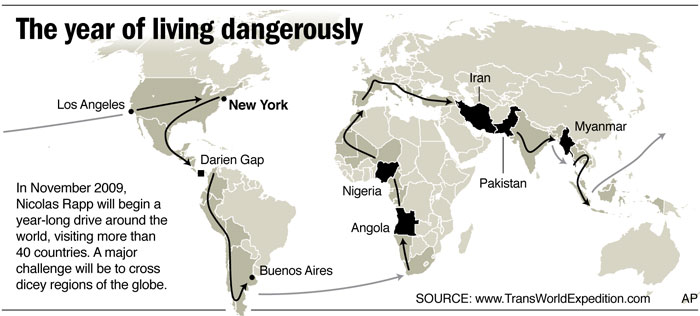 The year of living dangerously
Los Angeles
New York
Darien Gap
In November 2009,
Nicolas Rapp will begin a
year-long drive around the
world, visiting more than
40 countries. A major
challenge will be to cross
dicey regions of the globe.
Buenos Aires
Iran
Myanmar
Pakistan
Nigeria
Angola
SOURCE: www.TransWorldExpedition.com
AP